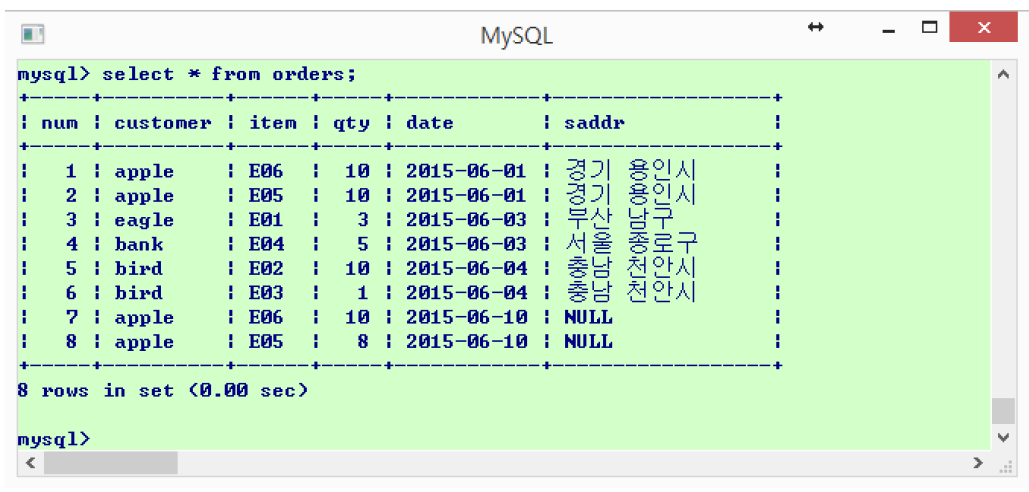 MySQL
mysql> select * from orders;
+-----+----------+------+-----+------------+------------------+
| num | customer | item | qty | date | saddr |
+-----+----------+------+-----+------------+------------------+
| 1 | apple | E06 | 10 | 2015-06-01 | 경기 용인시 |
| 2 | apple | E05 | 10 | 2015-06-01 | 경기 용인시 |
| 3 | eagle | E01 | 3 | 2015-06-03 | 부산 남구 |
| 4 | bank | E04 | 5 | 2015-06-03 | 서울 종로구 |
| 5 | bird | E02 | 10 | 2015-06-04 | 충남 천안시 |
| 6 | bird | E03 | 1 | 2015-06-04 | 충남 천안시 |
| 7 | apple | E06 | 10 | 2015-06-10 | NULL |
| 8 | apple | E05 | 8 | 2015-06-10 | NULL |
+-----+----------+------+-----+------------+------------------+
8 rows in set (0.00 sec)
mysql>